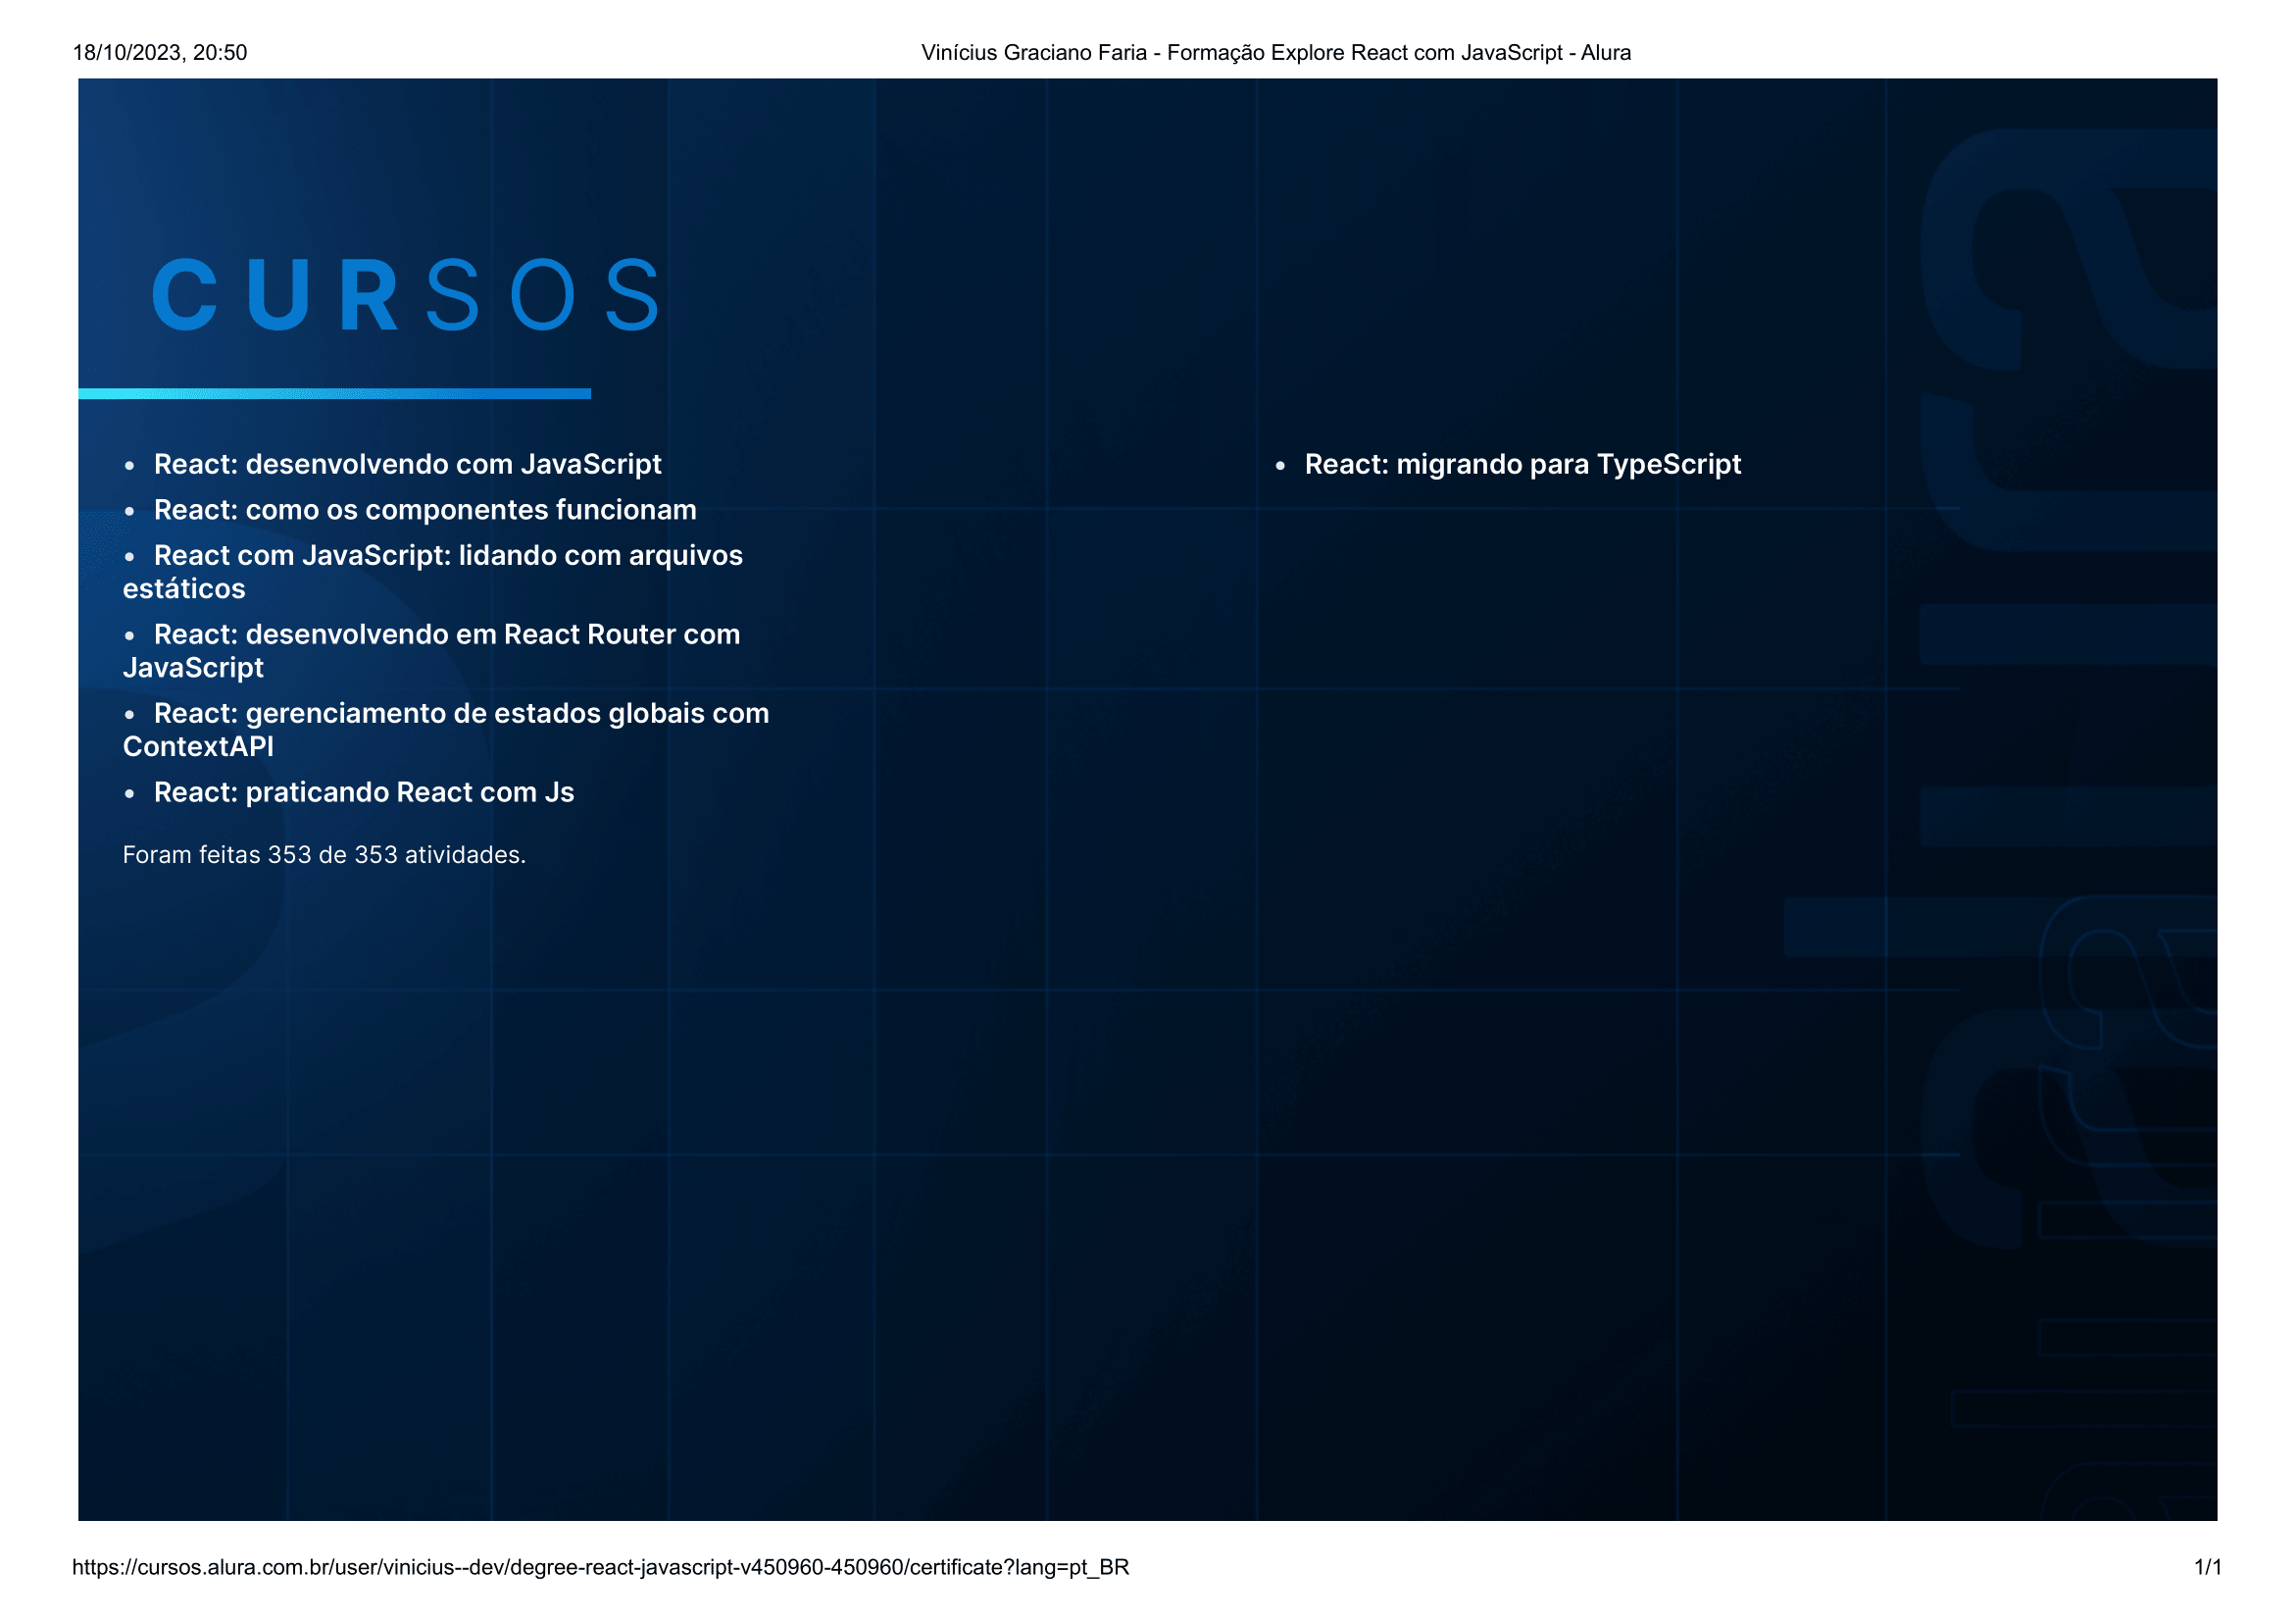 18/10/2023, 20:50
Vinícius Graciano Faria - Formação Explore React com JavaScript - Alura
CURSOS
• React: desenvolvendo com JavaScript
• React: como os componentes funcionam
• React com JavaScript: lidando com arquivos
estáticos
• React: desenvolvendo em React Router com
JavaScript
• React: gerenciamento de estados globais com
ContextAPI
• React: praticando React com Js
• React: migrando para TypeScript
Foram feitas 353 de 353 atividades.
alura
alura
https://cursos.alura.com.br/user/vinicius--dev/degree-react-javascript-v450960-450960/certificate?lang=pt_BR
1/1